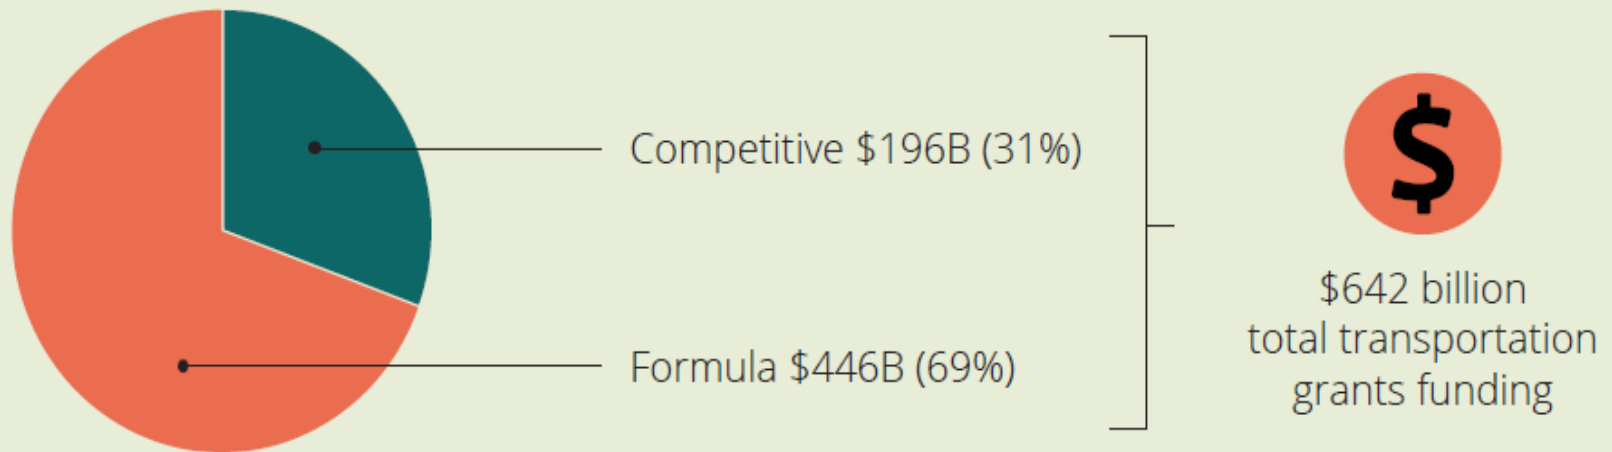 Competitive $196B (31%)
Formula $446B (69%)
$
$642 billion
total transportation
grants funding